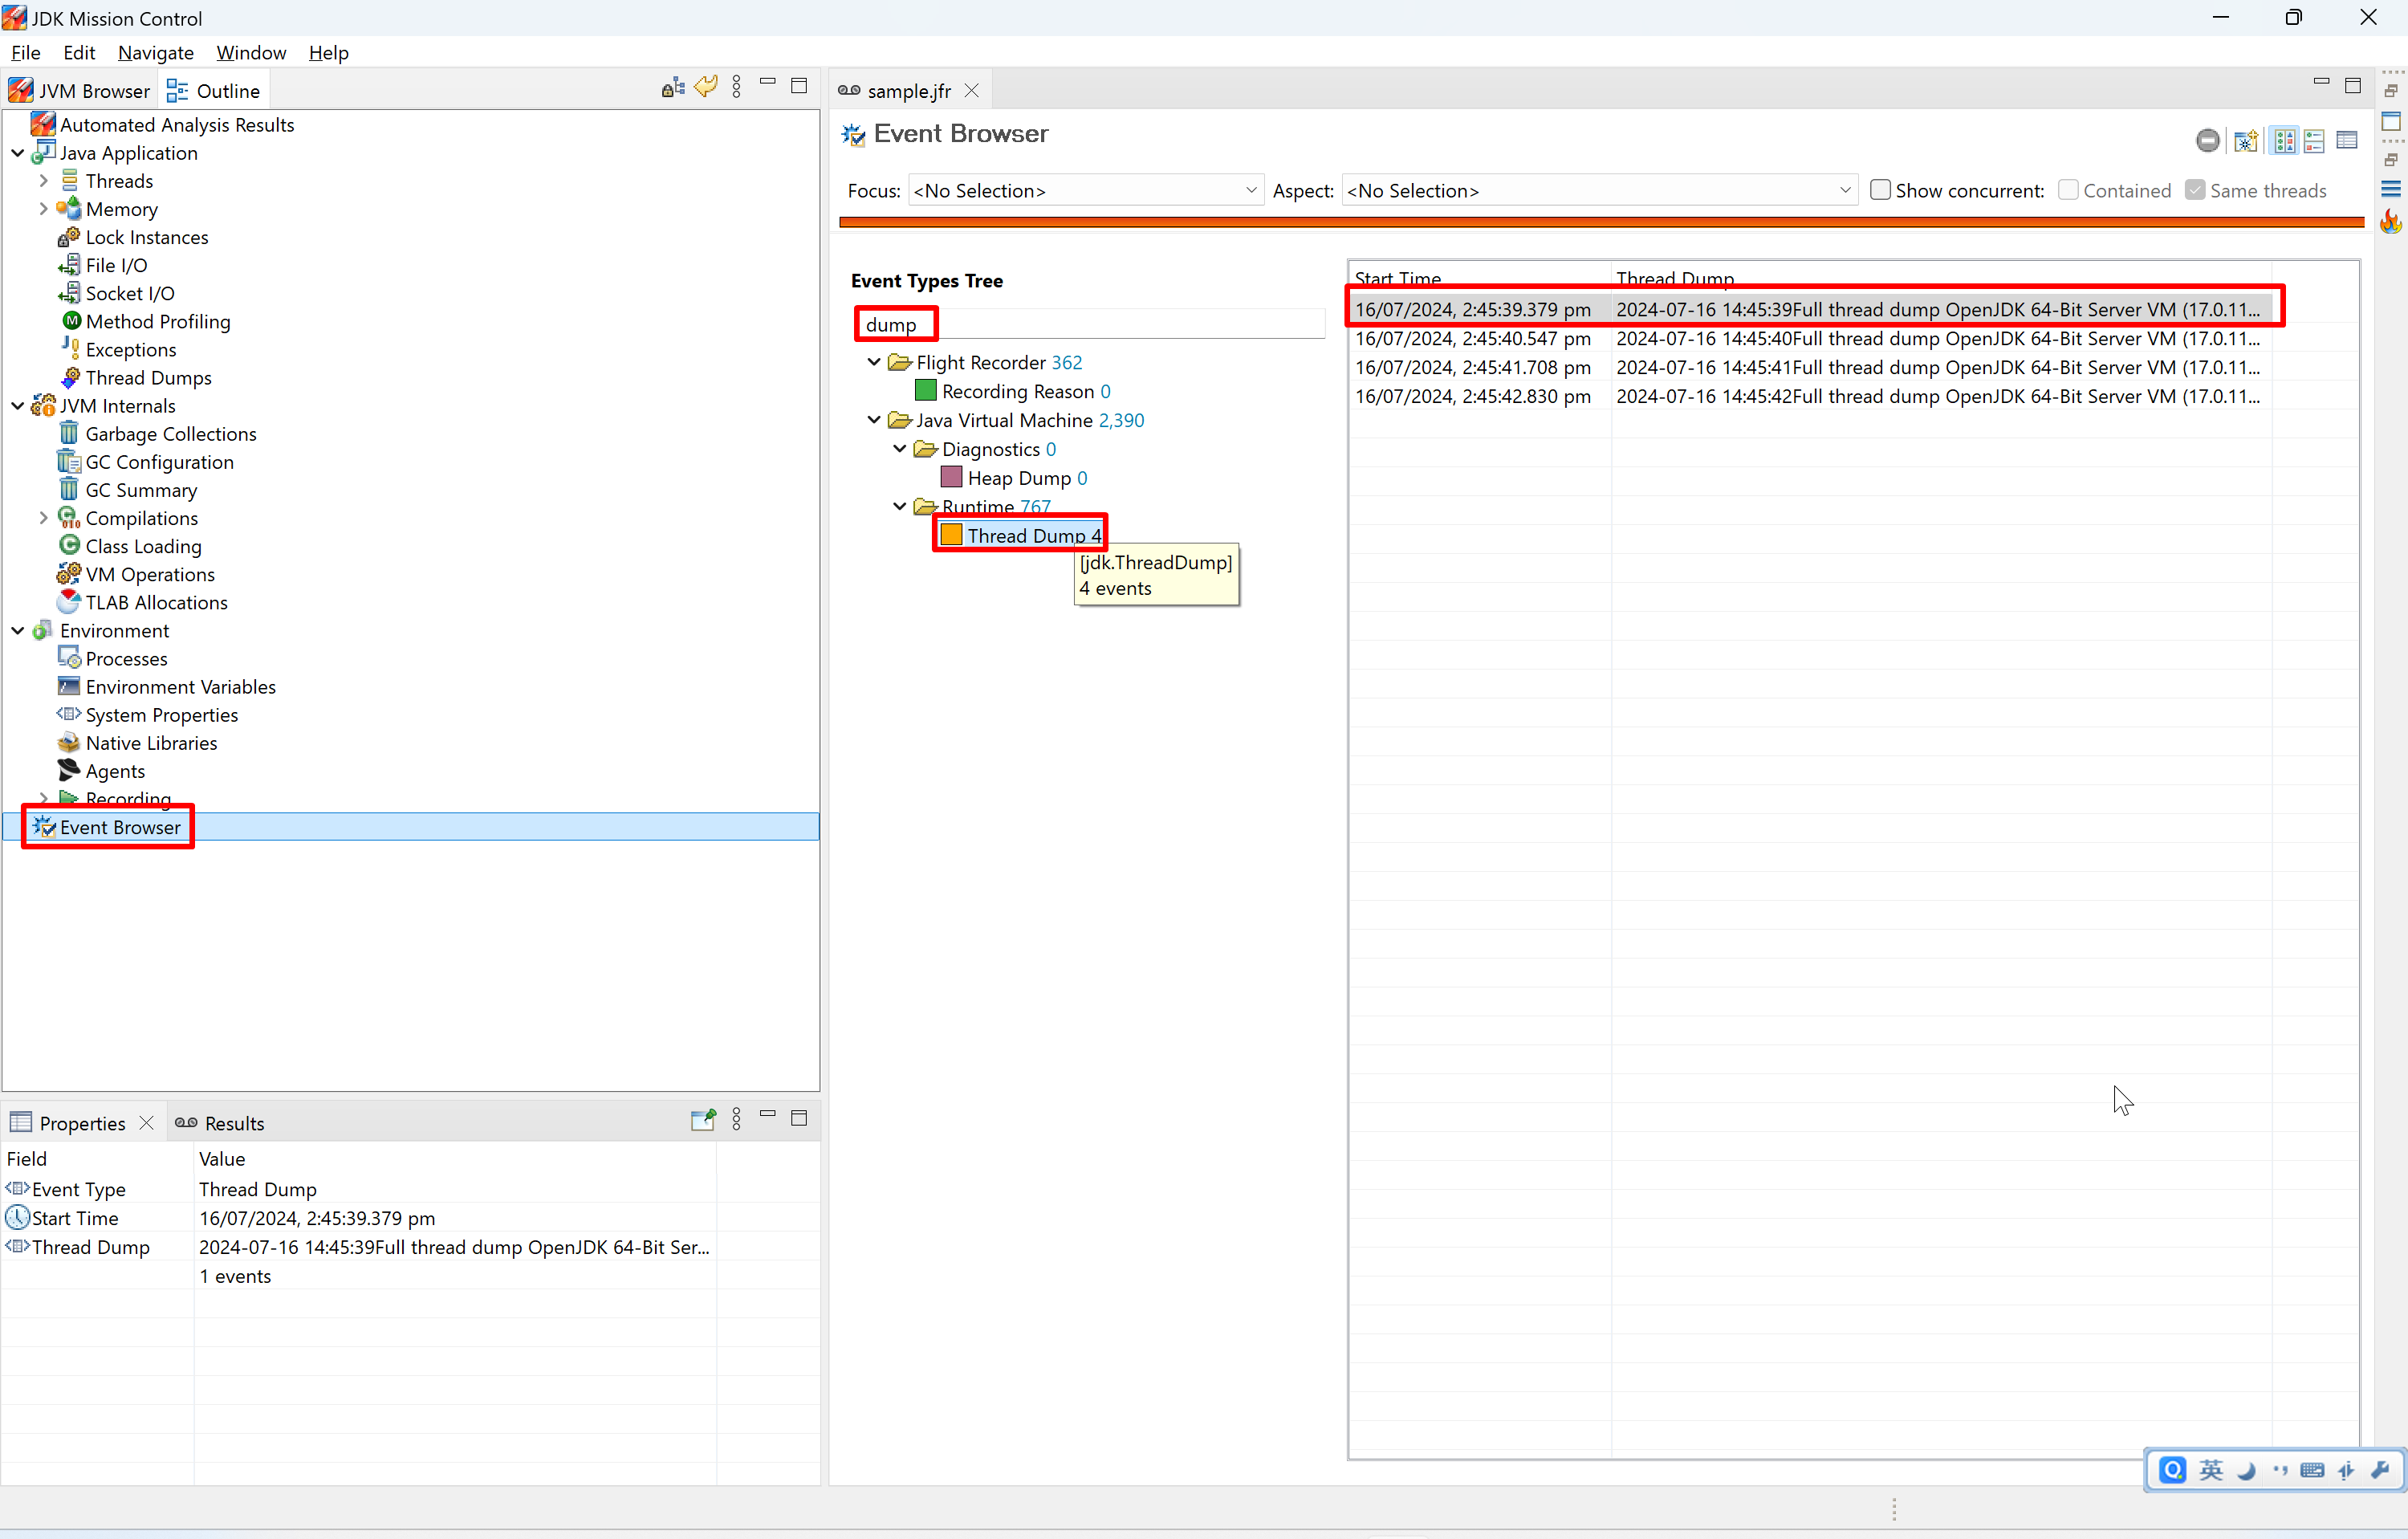 JDK Mission Control
File Edit Navigate Window Help
JVM Browser Outline
Automated Analysis Results
Java Application
Threads
Memory
Lock Instances
File I/O
Socket I/O
Method Profiling
Exceptions
Thread Dumps
JVM Internals
Garbage Collections
GC Configuration
GC Summary
Compilations
Class Loading
VM Operations
TLAB Allocations
Environment
Processes
Environment Variables
System Properties
Native Libraries
Agents
Recording
Event Browser
Properties Results
Field Value
Event Type Thread Dump
Start Time 16/07/2024, 2:45:39.379 pm
Thread Dump 2024-07-16 14:45:39Full thread dump OpenJDK 64-Bit Ser...
1 events
sample.jfr
Event Browser
Focus: <No Selection> Aspect: <No Selection> Show concurrent: Contained Same threads
Event Types Tree
dump
Flight Recorder 362
Recording Reason 0
Java Virtual Machine 2,390
Diagnostics 0
Heap Dump 0
Runtime 767
Thread Dump 4
[jdk.ThreadDump]
4 events
Start Time Thread Dump
16/07/2024, 2:45:39.379 pm 2024-07-16 14:45:39Full thread dump OpenJDK 64-Bit Server VM (17.0.11...
16/07/2024, 2:45:40.547 pm 2024-07-16 14:45:40Full thread dump OpenJDK 64-Bit Server VM (17.0.11...
16/07/2024, 2:45:41.708 pm 2024-07-16 14:45:41Full thread dump OpenJDK 64-Bit Server VM (17.0.11...
16/07/2024, 2:45:42.830 pm 2024-07-16 14:45:42Full thread dump OpenJDK 64-Bit Server VM (17.0.11...
英